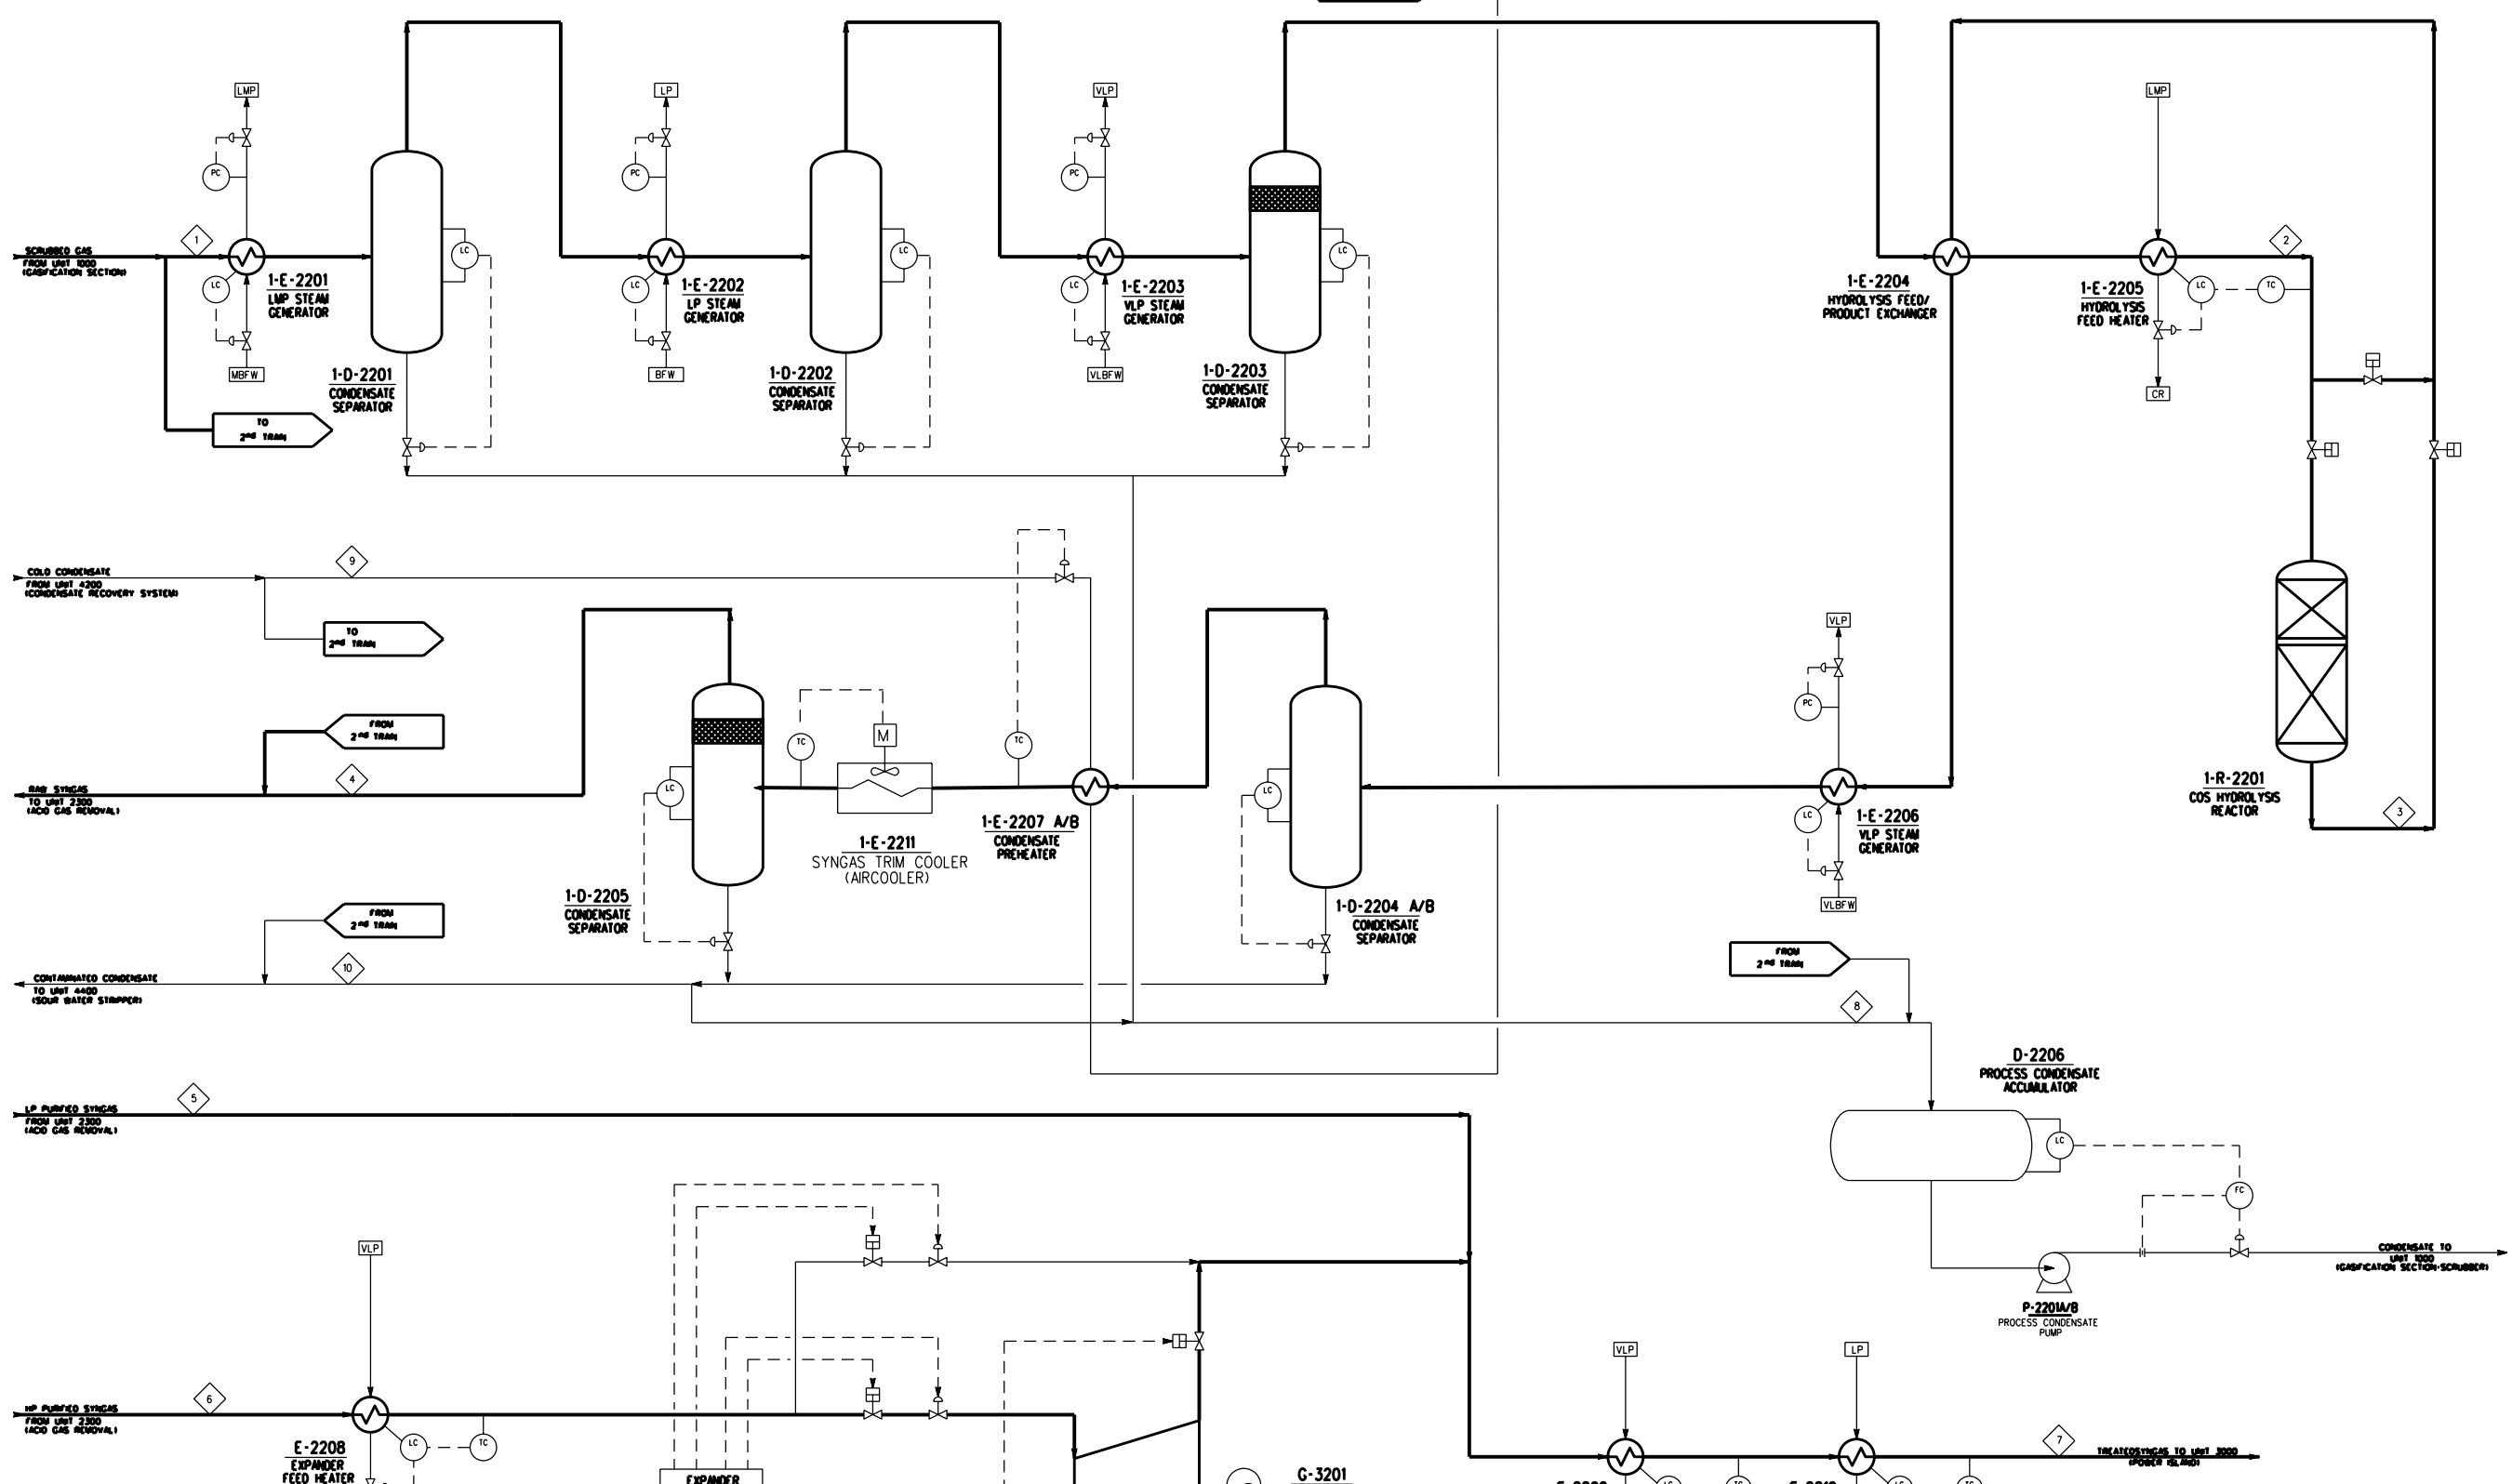 LMP
LP
VLP
LMP
PC
PC
PC
1
2
SCRUBBED GAS
FROM UNIT 1000
(GASIFICATION SECTION)
LC
LC
LC
LC
LC
LC
LC
TC
1-E-2201
LMP STEAM
GENERATOR
1-E-2202
LP STEAM
GENERATOR
1-E-2203
VLP STEAM
GENERATOR
1-E-2204
HYDROLYSIS FEED/
PRODUCT EXCHANGER
1-E-2205
HYDROLYSIS
FEED HEATER
MBFW
BFW
VLBFW
CR
1-D-2201
CONDENSATE
SEPARATOR
1-D-2202
CONDENSATE
SEPARATOR
1-D-2203
CONDENSATE
SEPARATOR
TO
2nd TRAIN
9
COLD CONDENSATE
FROM UNIT 4200
(CONDENSATE RECOVERY SYSTEM)
TO
2nd TRAIN
VLP
PC
FROM
2nd TRAIN
M
TC
TC
4
RAW SYNGAS
TO UNIT 2300
(ACID GAS REMOVAL)
LC
LC
LC
1-R-2201
COS HYDROLYSIS
REACTOR
3
1-E-2211
SYNGAS TRIM COOLER
(AIRCOOLER)
1-E-2207 A/B
CONDENSATE
PREHEATER
1-E-2206
VLP STEAM
GENERATOR
VLBFW
1-D-2205
CONDENSATE
SEPARATOR
1-D-2204 A/B
CONDENSATE
SEPARATOR
FROM
2nd TRAIN
10
CONTAMINATED CONDENSATE
TO UNIT 4400
(SOUR WATER STRIPPER)
FROM
2nd TRAIN
8
D-2206
PROCESS CONDENSATE
ACCUMULATOR
5
LP PURIFIED SYNGAS
FROM UNIT 2300
(ACID GAS REMOVAL)
LC
FC
VLP
CONDENSATE TO
UNIT 1000
(GASIFICATION SECTION-SCRUBBER)
P-2201A/B
PROCESS CONDENSATE
PUMP
VLP
LP
6
HP PURIFIED SYNGAS
FROM UNIT 2300
(ACID GAS REMOVAL)
LC
TC
E-2208
EXPANDER
FEED HEATER
EXPANDER
G-3201
7
TREATEDSYNGAS TO UNIT 3000
(POWER ISLAND)
LC
TC
LC
TC